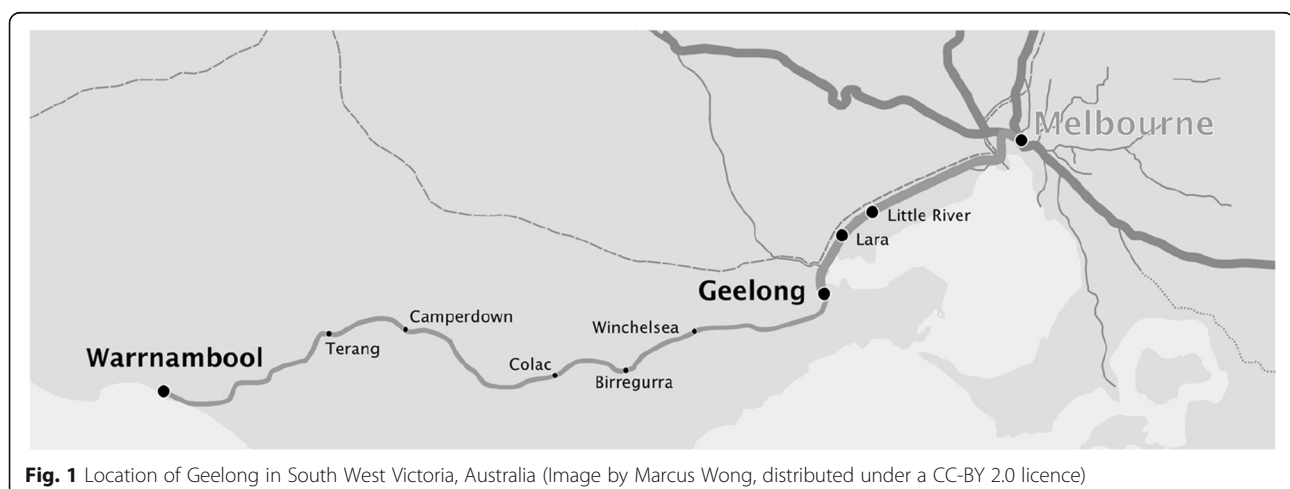 Melbourne
Little River
Lara
Geelong
Winchelsea
Camperdown
Terang
Warrnambool
Colac
Birregurra
Fig. 1 Location of Geelong in South West Victoria, Australia (Image by Marcus Wong, distributed under a CC-BY 2.0 licence)